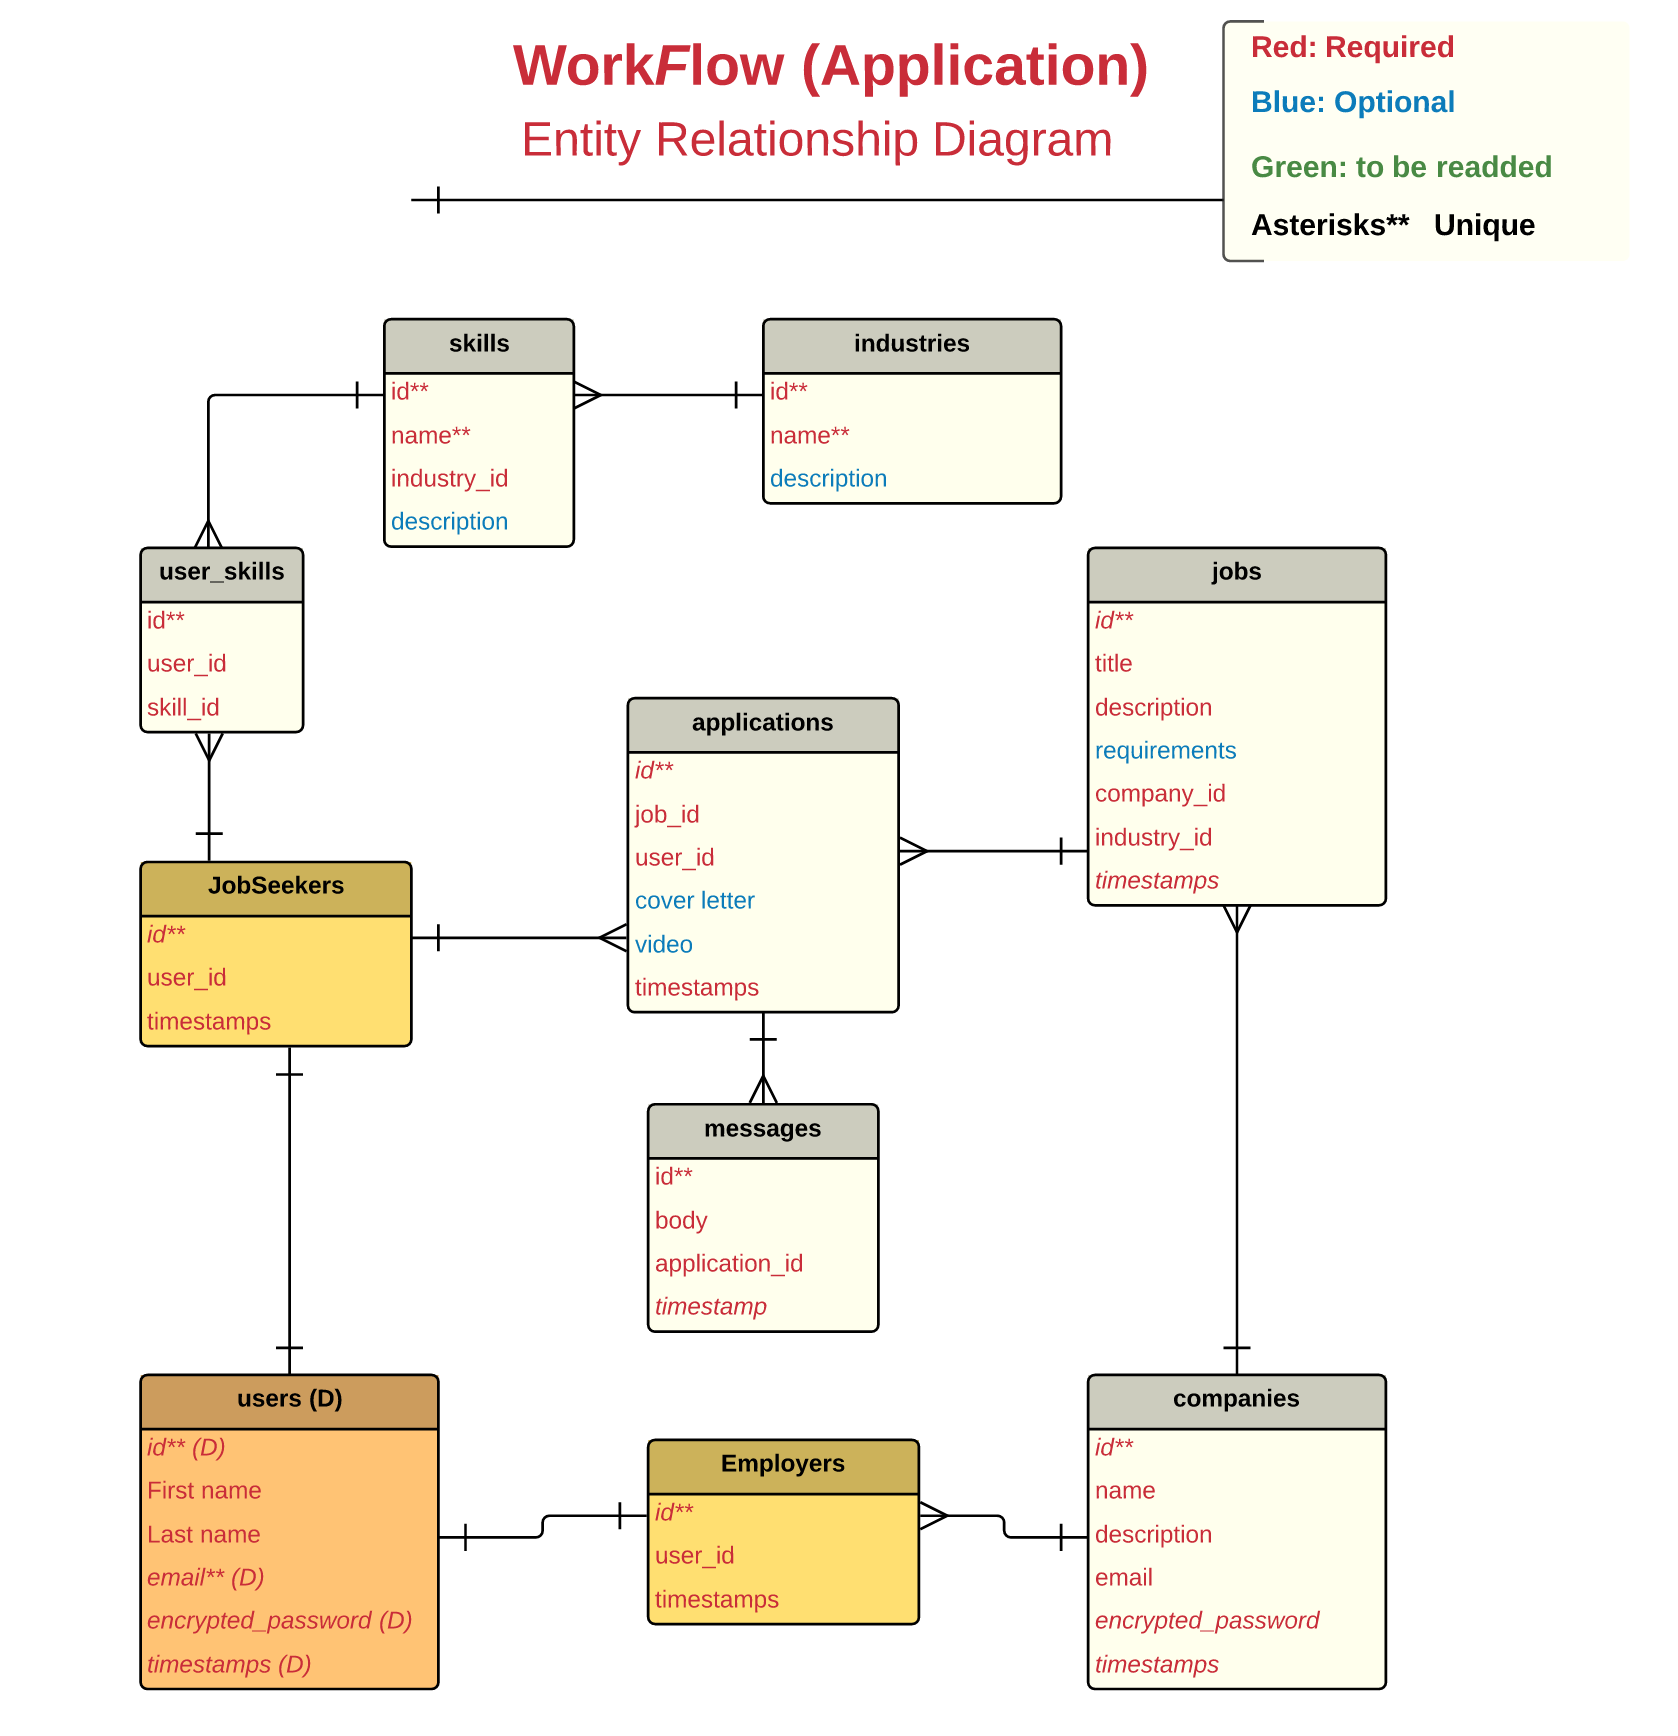 WorkFlow (Application)
Entity Relationship Diagram
Red: Required
Blue: Optional
Green: to be readded
Asterisks** Unique
skills
id**
name**
industry_id
description
industries
id**
name**
description
user_skills
id**
user_id
skill_id
jobs
id**
title
description
requirements
company_id
industry_id
timestamps
applications
id**
job_id
user_id
cover letter
video
timestamps
JobSeekers
id**
user_id
timestamps
messages
id**
body
application_id
timestamp
users (D)
id** (D)
First name
Last name
email** (D)
encrypted_password (D)
timestamps (D)
Employers
id**
user_id
timestamps
companies
id**
name
description
email
encrypted_password
timestamps